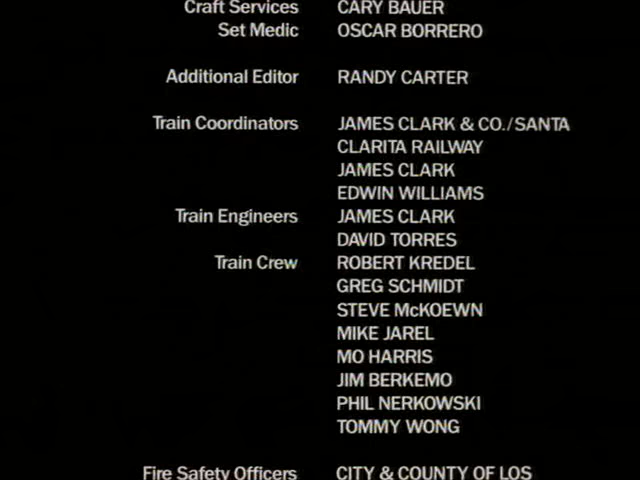 Craft Services CARY BAUER
Set Medic OSCAR BORRERO
Additional Editor RANDY CARTER
Train Coordinators JAMES CLARK & CO./SANTA
CLARITA RAILWAY
JAMES CLARK
EDWIN WILLIAMS
Train Engineers JAMES CLARK
DAVID TORRES
Train Crew ROBERT KREDEL
GREG SCHMIDT
STEVE McKOEWN
MIKE JAREL
MO HARRIS
JIM BERKEMO
PHIL NERKOWSKI
TOMMY WONG
Fire Safety Officers CITY & COUNTY OF LOS